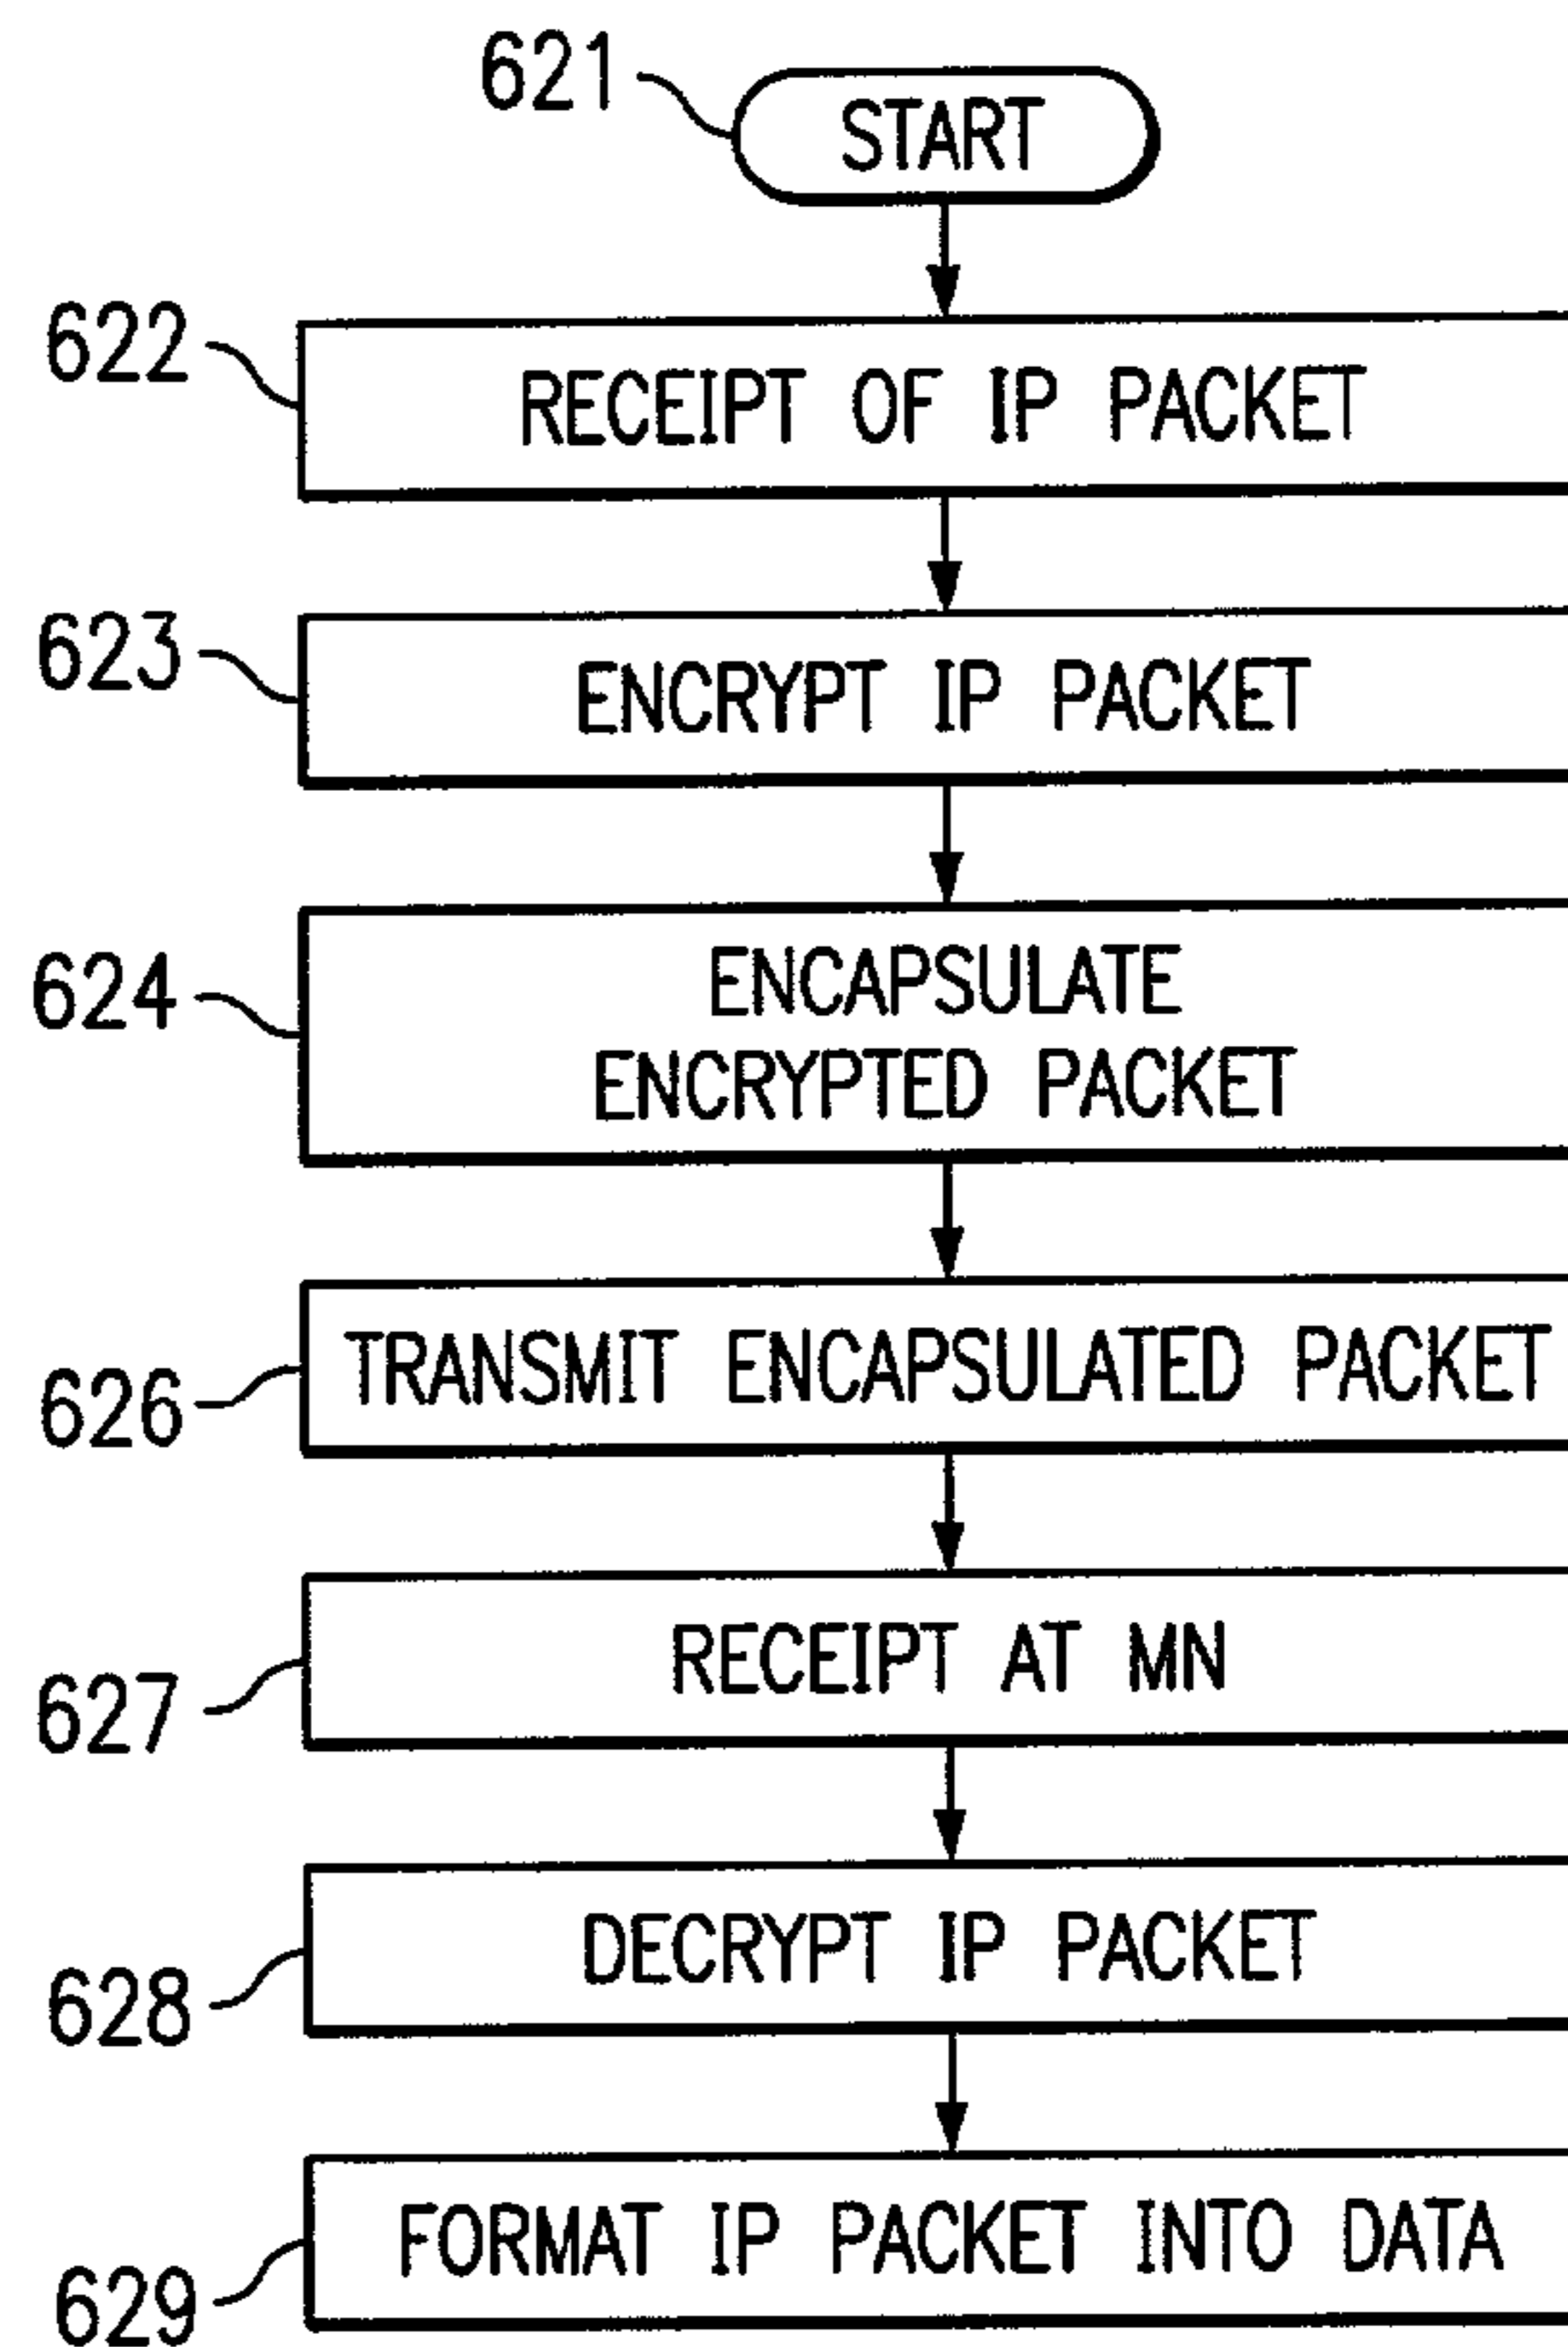 621
START
622
RECEIPT OF IP PACKET
623
ENCRYPT IP PACKET
624
ENCAPSULATE
ENCRYPTED PACKET
626
TRANSMIT ENCAPSULATED PACKET
627
RECEIPT AT MN
628
DECRYPT IP PACKET
629
FORMAT IP PACKET INTO DATA